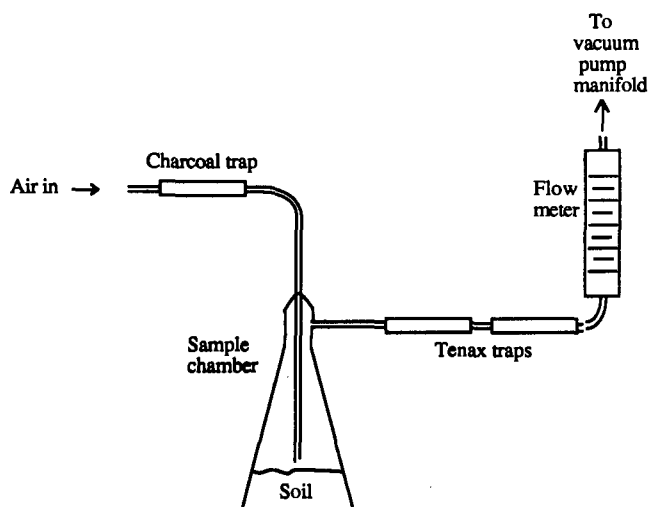 To
vacuum
pump
manifold
Charcoal trap
Air in
Flow
meter
Sample
chamber
Tenax traps
Soil